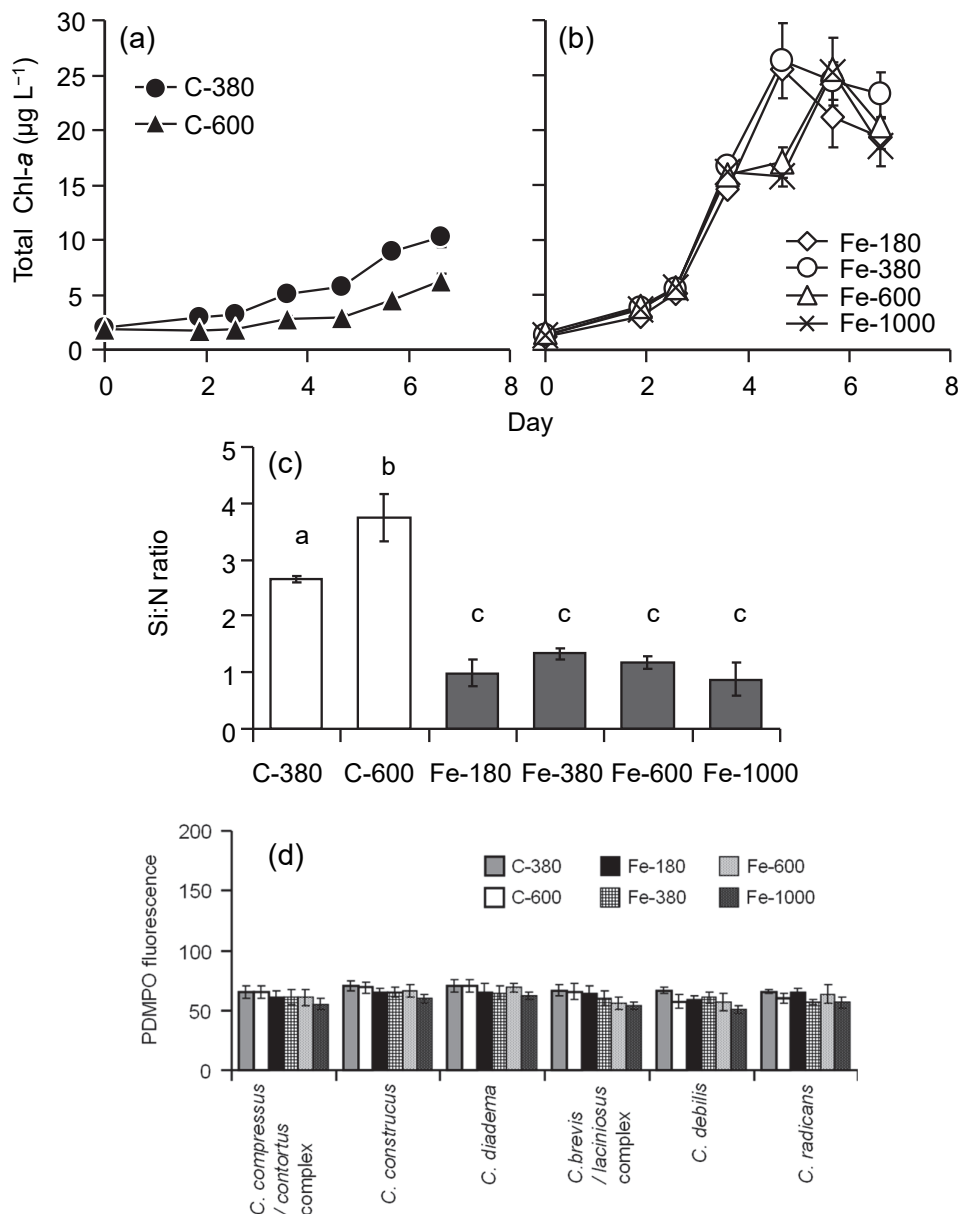 (a)
C-380
C-600
Total Chl-a (µg L⁻¹)
30
25
20
15
10
5
0
0 2 4 6 8
(b)
Fe-180
Fe-380
Fe-600
Fe-1000
0 2 4 6 8
Day
(c)
Si:N ratio
5
4
3
2
1
0
a
b
c
c
c
c
C-380 C-600 Fe-180 Fe-380 Fe-600 Fe-1000
(d)
PDMPO fluorescence
200
150
100
50
0
C-380 Fe-180 Fe-600
C-600 Fe-380 Fe-1000
C. compressus
/ contortus
complex
C. construcus
C. diadema
C.brevis
/ laciniosus
complex
C. debilis
C. radicans